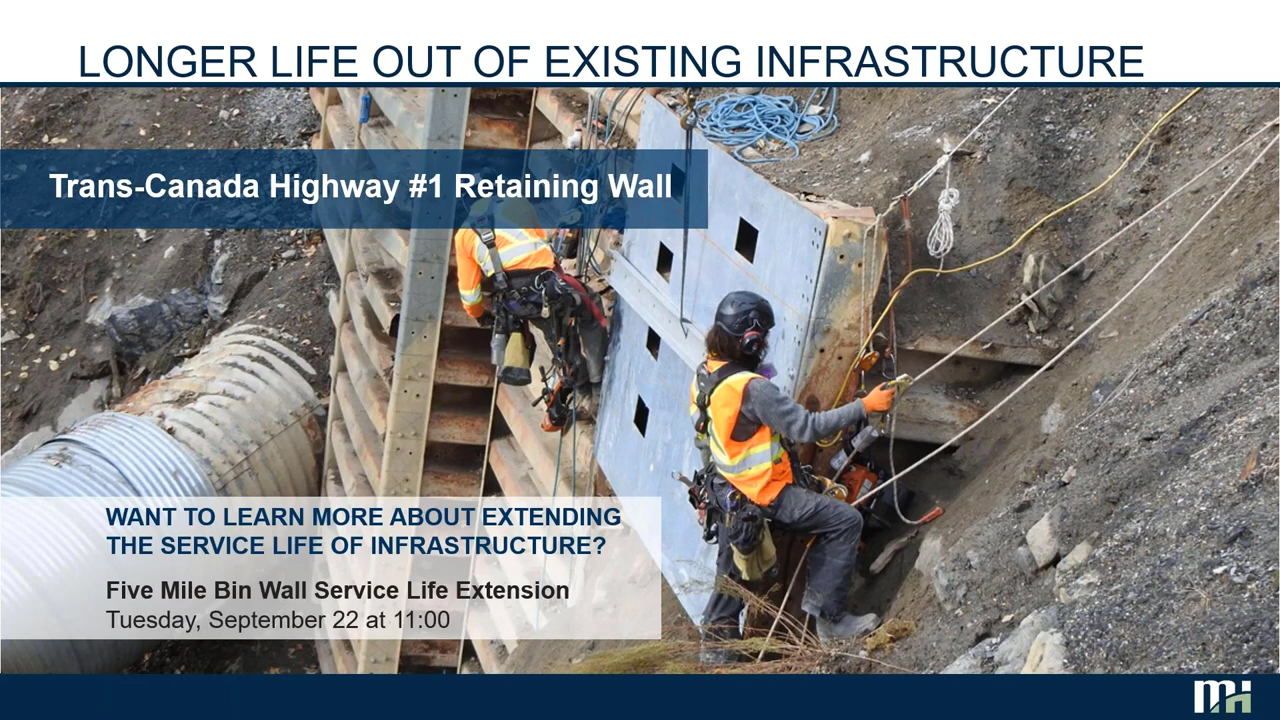 LONGER LIFE OUT OF EXISTING INFRASTRUCTURE
Trans-Canada Highway #1 Retaining Wall
WANT TO LEARN MORE ABOUT EXTENDING
THE SERVICE LIFE OF INFRASTRUCTURE?
Five Mile Bin Wall Service Life Extension
Tuesday, September 22 at 11:00
mh